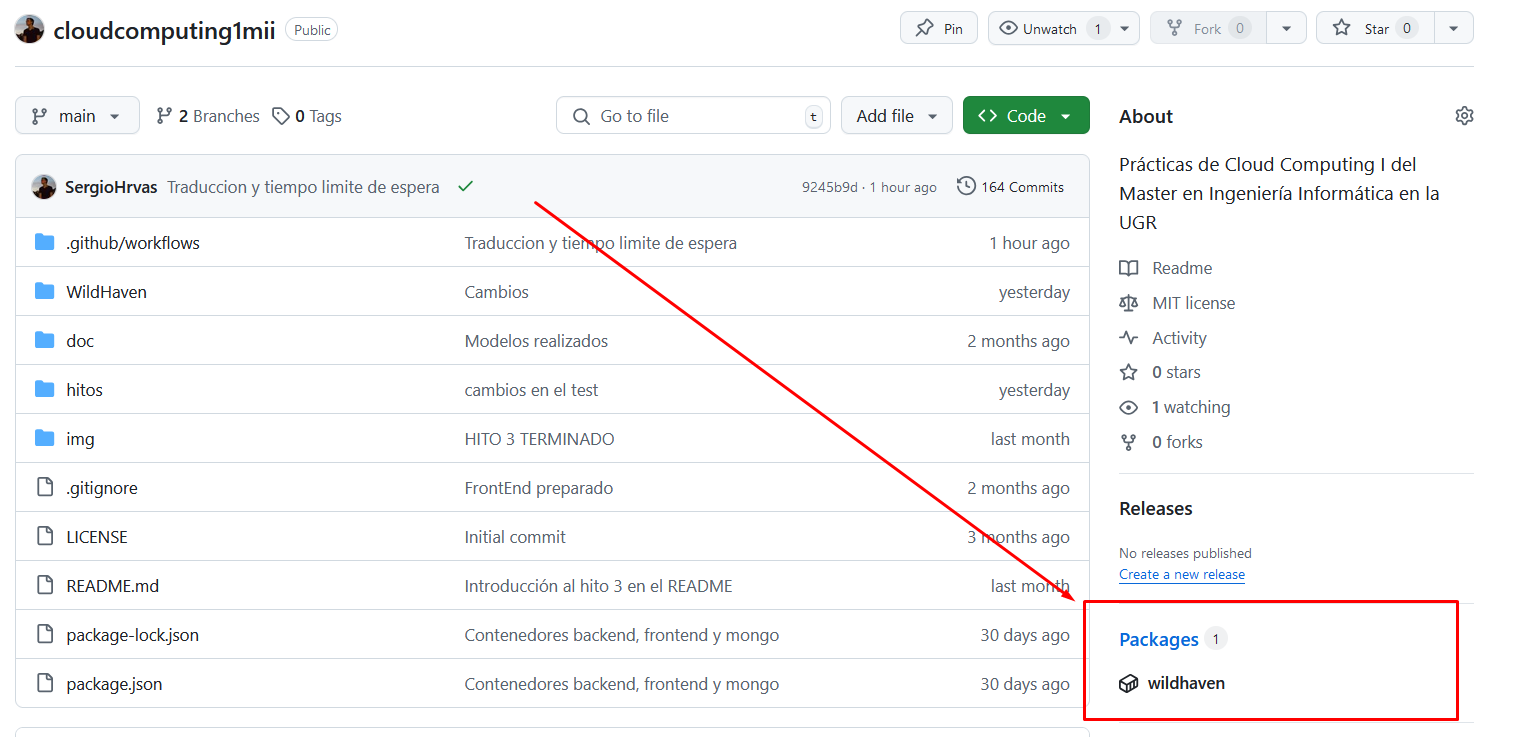 cloudcomputing1mii Public Pin Unwatch 1 Fork 0 Star 0
main 2 Branches 0 Tags Go to file t Add file Code
SergioHrvas Traduccion y tiempo limite de espera 9245b9d · 1 hour ago 164 Commits
.github/workflows Traduccion y tiempo limite de espera 1 hour ago
WildHaven Cambios yesterday
doc Modelos realizados 2 months ago
hitos cambios en el test yesterday
img HITO 3 TERMINADO last month
.gitignore FrontEnd preparado 2 months ago
LICENSE Initial commit 3 months ago
README.md Introducción al hito 3 en el README last month
package-lock.json Contenedores backend, frontend y mongo 30 days ago
package.json Contenedores backend, frontend y mongo 30 days ago
About
Prácticas de Cloud Computing I del
Master en Ingeniería Informática en la
UGR
Readme
MIT license
Activity
0 stars
1 watching
0 forks
Releases
No releases published
Create a new release
Packages 1
wildhaven